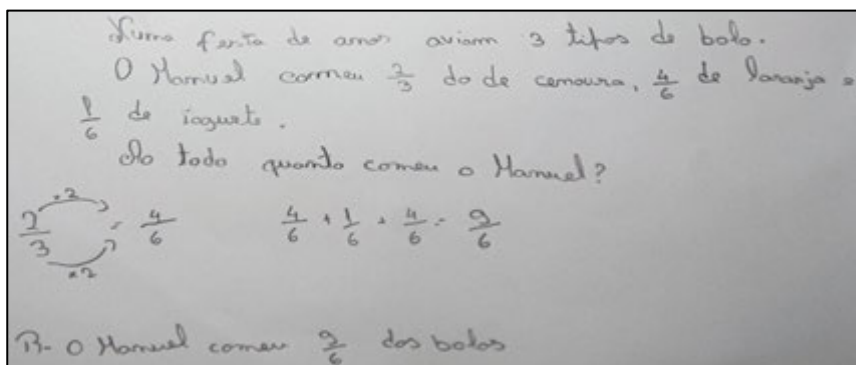 Numa festa de anos aviam 3 tipos de bolo.
O Manuel comeu 2/3 do de cenoura, 4/6 de laranja e
1/6 de iogurte.
Ao todo quanto comeu o Manuel?
×2
2/3 = 4/6 4/6 + 1/6 + 4/6 = 9/6
×2
R- O Manuel comeu 9/6 dos bolos